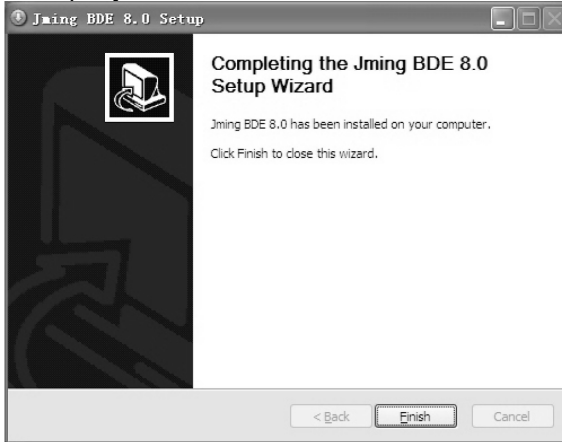 Jming BDE 8.0 Setup
Completing the Jming BDE 8.0
Setup Wizard
Jming BDE 8.0 has been installed on your computer.
Click Finish to close this wizard.
< Back
Finish
Cancel